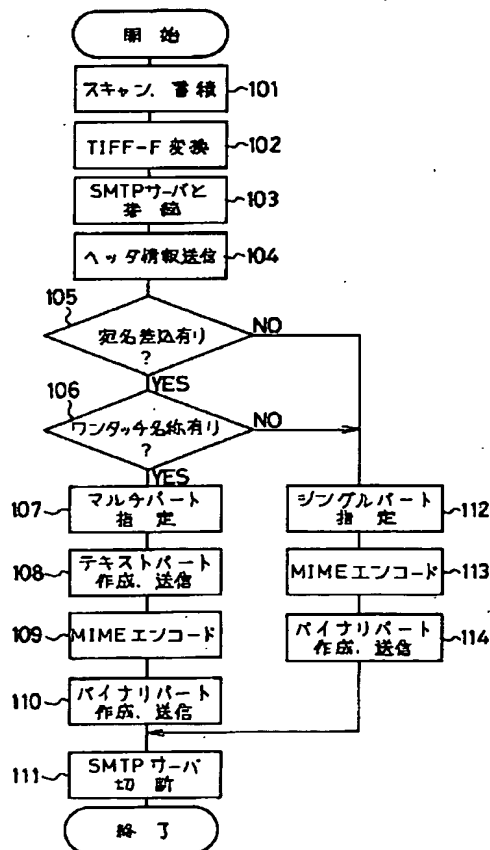 開始
スキャン、蓄積
101
TIFF-F変換
102
SMTPサーバと
接続
103
ヘッダ情報送信
104
105
宛名差込有り
?
NO
YES
106
ワンタッチ名称有り
?
NO
YES
107
マルチパート
指定
108
テキストパート
作成、送信
109
MIMEエンコード
110
バイナリパート
作成、送信
シングルパート
指定
112
MIMEエンコード
113
バイナリパート
作成、送信
114
111
SMTPサーバ
切断
終了